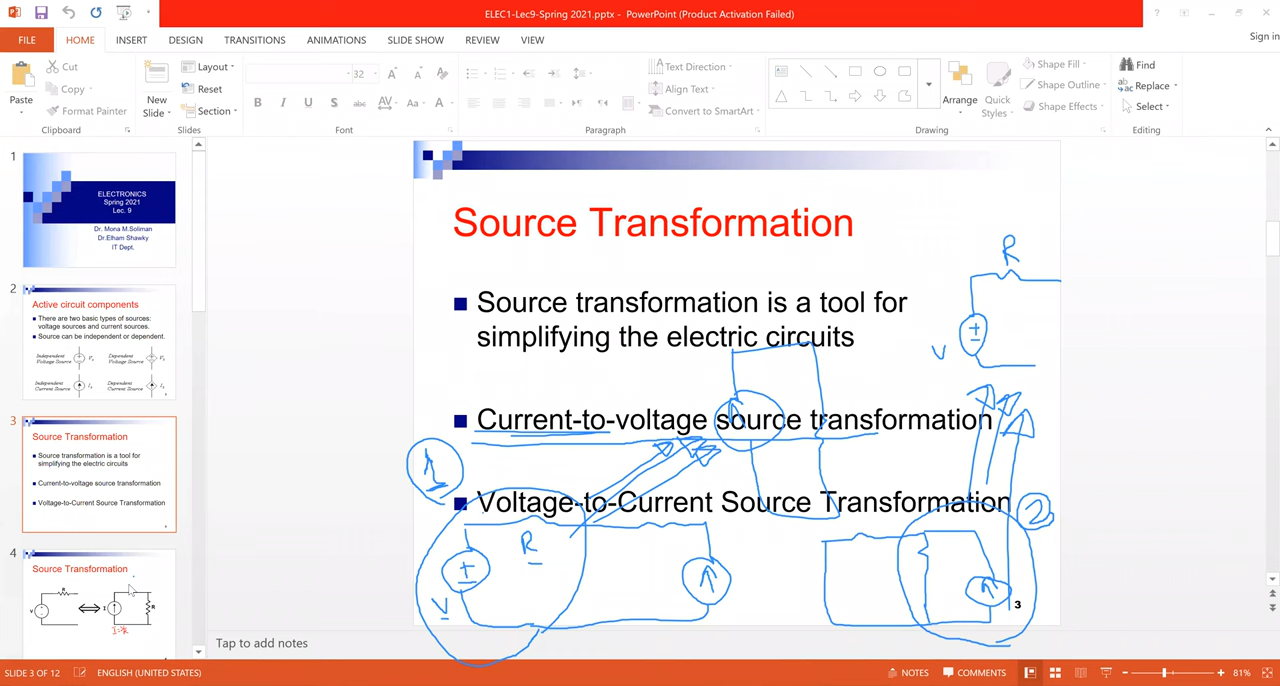 ELEC1-Lec9-Spring 2021.pptx - PowerPoint (Product Activation Failed)
FILE HOME INSERT DESIGN TRANSITIONS ANIMATIONS SLIDE SHOW REVIEW VIEW
Sign in
Paste
Cut
Copy
Format Painter
Clipboard
New Slide
Layout
Reset
Section
Slides
32
B I U S abc AV Aa A
Font
Text Direction
Align Text
Convert to SmartArt
Paragraph
Arrange
Quick Styles
Shape Fill
Shape Outline
Shape Effects
Drawing
Find
Replace
Select
Editing
1
ELECTRONICS
Spring 2021
Lec. 9
Dr. Mona M.Soliman
Dr.Elham Shawky
IT Dept.
2
Active circuit components
There are two basic types of sources:
voltage sources and current sources.
Source can be independent or dependent.
Independent Voltage Source
Dependent Voltage Source
Independent Current Source
Dependent Current Source
3
Source Transformation
Source transformation is a tool for
simplifying the electric circuits
Current-to-voltage source transformation
Voltage-to-Current Source Transformation
4
Source Transformation
R
V
I
R
Source Transformation
Source transformation is a tool for
simplifying the electric circuits
Current-to-voltage source transformation
Voltage-to-Current Source Transformation
3
R
V
1
R
V
2
Tap to add notes
SLIDE 3 OF 12 ENGLISH (UNITED STATES) NOTES COMMENTS 81%